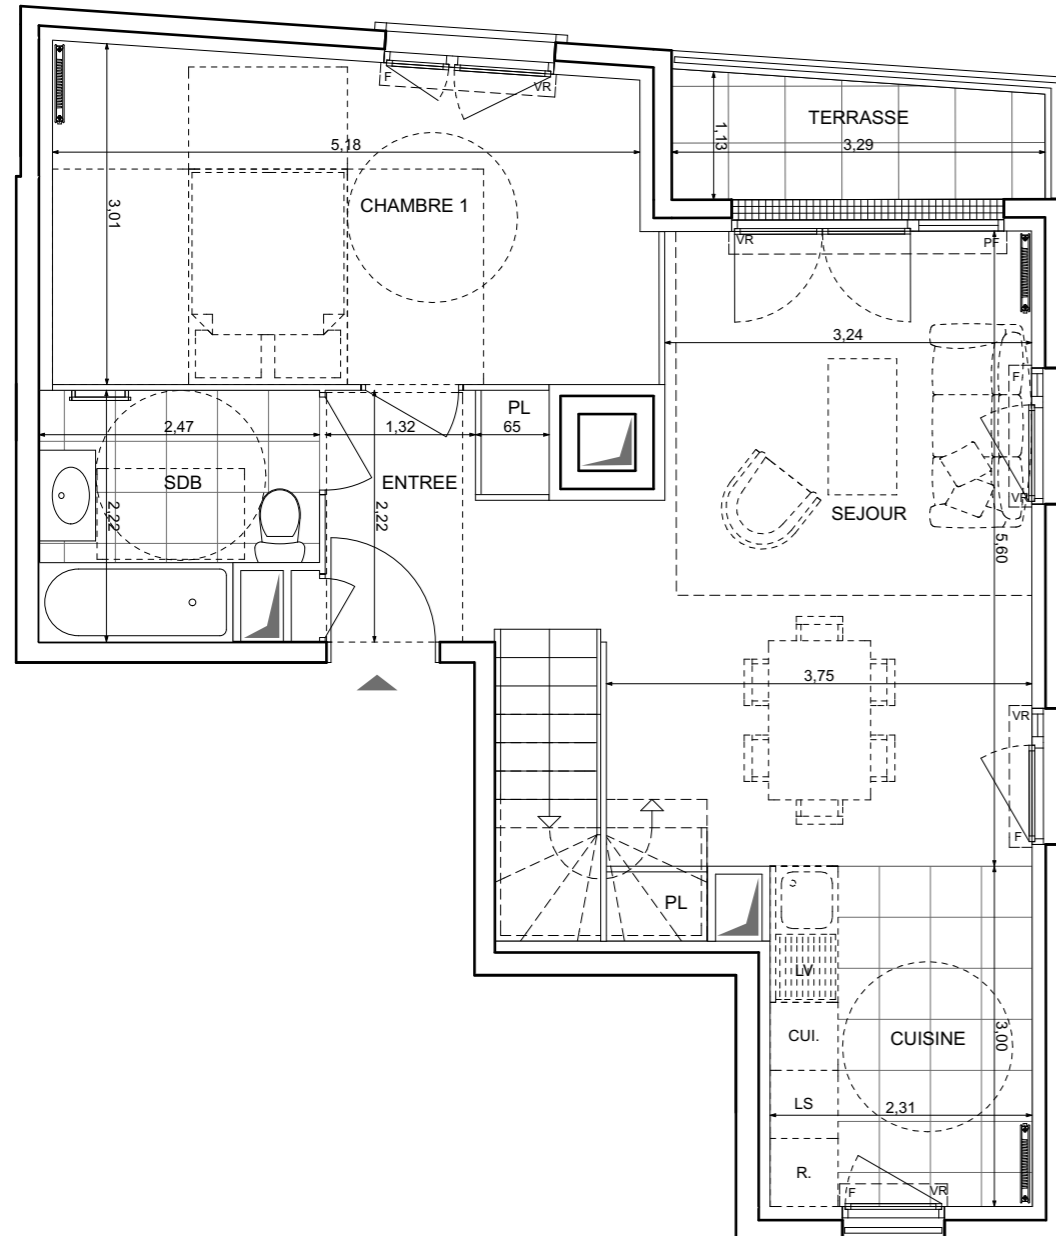 F
VR
TERRASSE
1,13
3,29
5,18
3,01
CHAMBRE 1
VR
PF
3,24
F
PL
65
2,47
1,32
SDB
ENTREE
2,22
2,22
VR
SEJOUR
5,60
3,75
VR
F
PL
LV
CUI.
CUISINE
3,00
LS
2,31
R.
F
VR